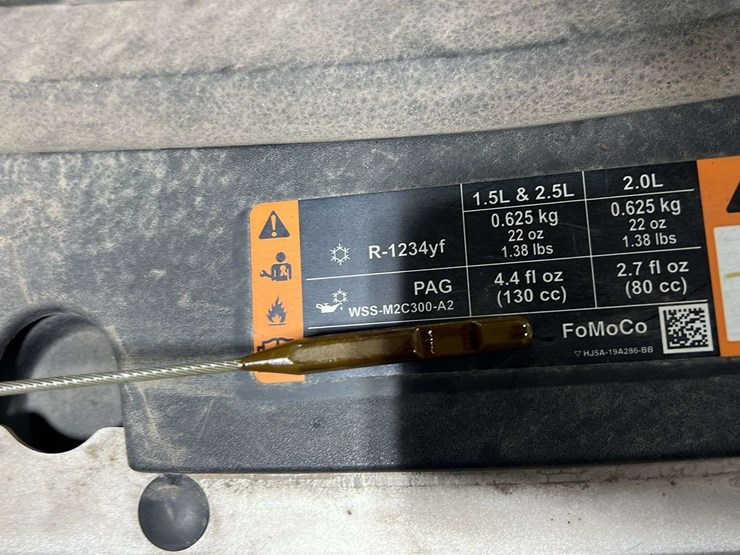 1.5L & 2.5L 2.0L
R-1234yf
0.625 kg
22 oz
1.38 lbs
0.625 kg
22 oz
1.38 lbs
PAG
WSS-M2C300-A2
4.4 fl oz
(130 cc)
2.7 fl oz
(80 cc)
FoMoCo
HJ5A-19A286-BB